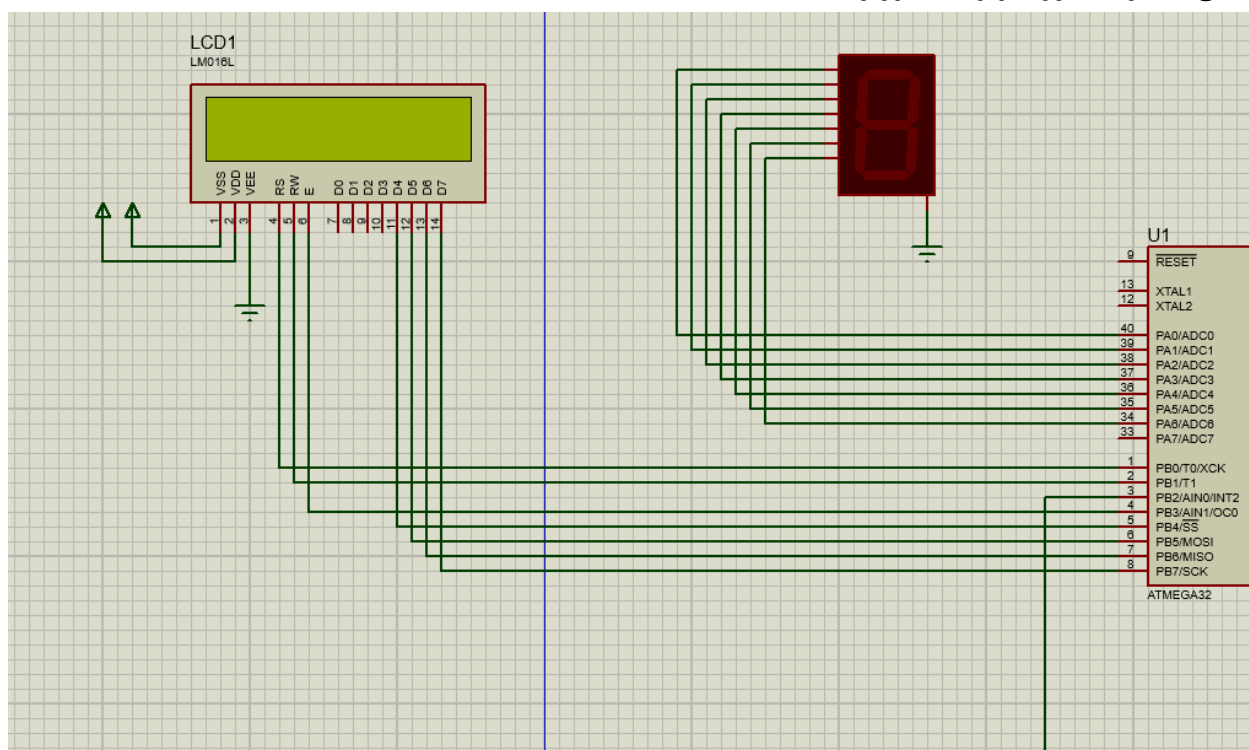 LCD1
LM016L
VSS
VDD
VEE
RS
RW
E
D0
D1
D2
D3
D4
D5
D6
D7
1
2
3
4
5
6
7
8
9
10
11
12
13
14
U1
9 RESET
13 XTAL1
12 XTAL2
40 PA0/ADC0
39 PA1/ADC1
38 PA2/ADC2
37 PA3/ADC3
36 PA4/ADC4
35 PA5/ADC5
34 PA6/ADC6
33 PA7/ADC7
1 PB0/T0/XCK
2 PB1/T1
3 PB2/AIN0/INT2
4 PB3/AIN1/OC0
5 PB4/SS
6 PB5/MOSI
7 PB6/MISO
8 PB7/SCK
ATMEGA32